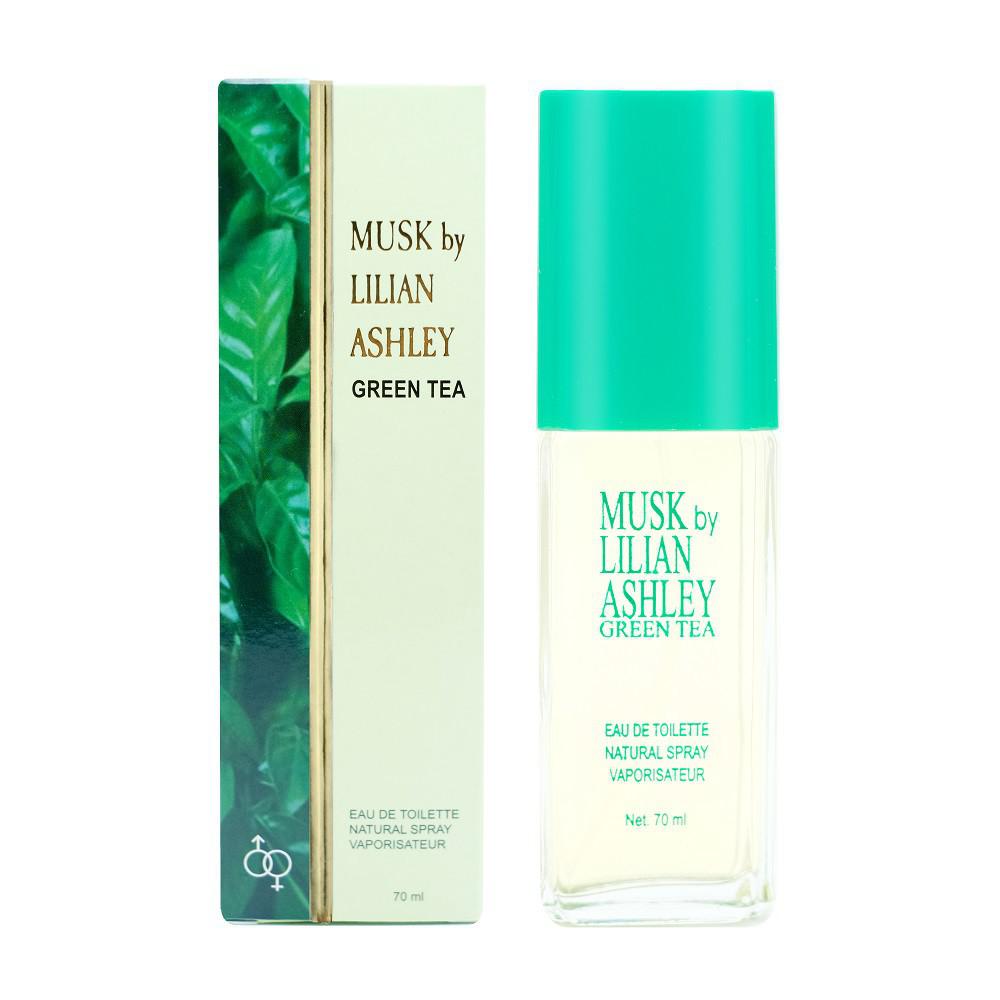 MUSK by
LILIAN
ASHLEY
GREEN TEA
EAU DE TOILETTE
NATURAL SPRAY
VAPORISATEUR
70 ml
MUSK by
LILIAN
ASHLEY
GREEN TEA
EAU DE TOILETTE
NATURAL SPRAY
VAPORISATEUR
Net. 70 ml